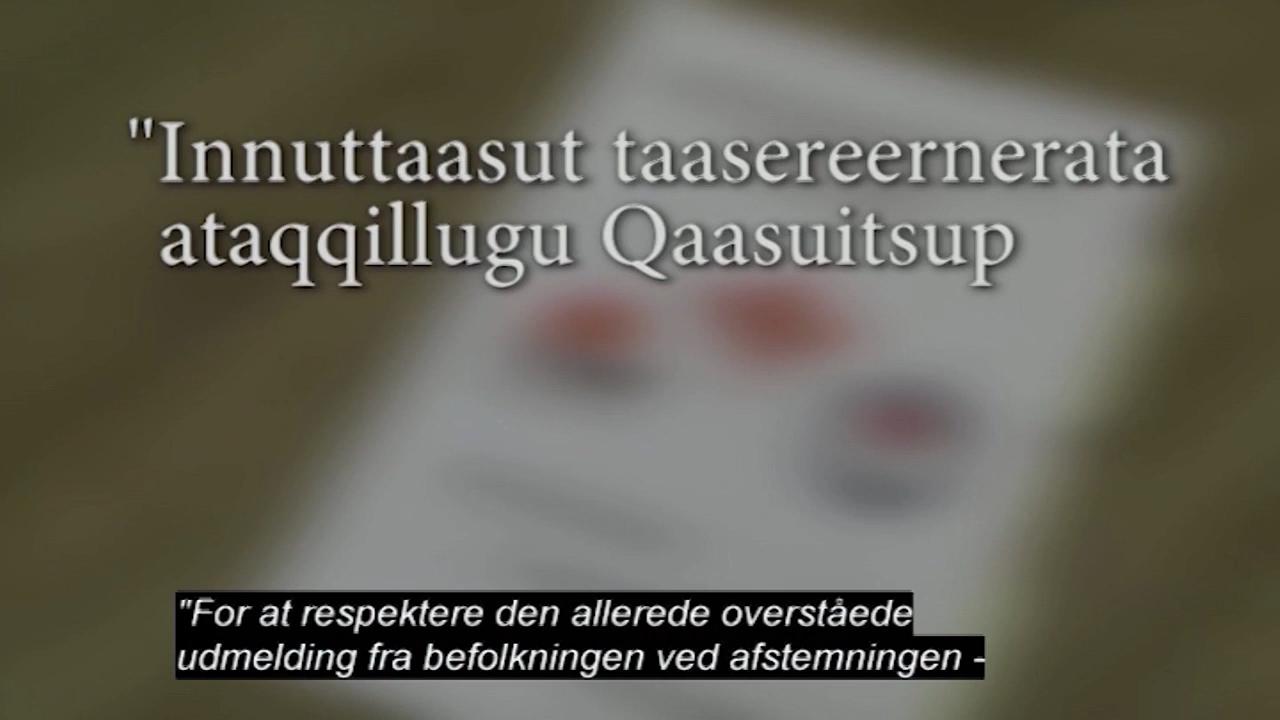 "Innuttaasut taasereernerata
ataqqillugu Qaasuitsup
"For at respektere den allerede overståede
udmelding fra befolkningen ved afstemningen -